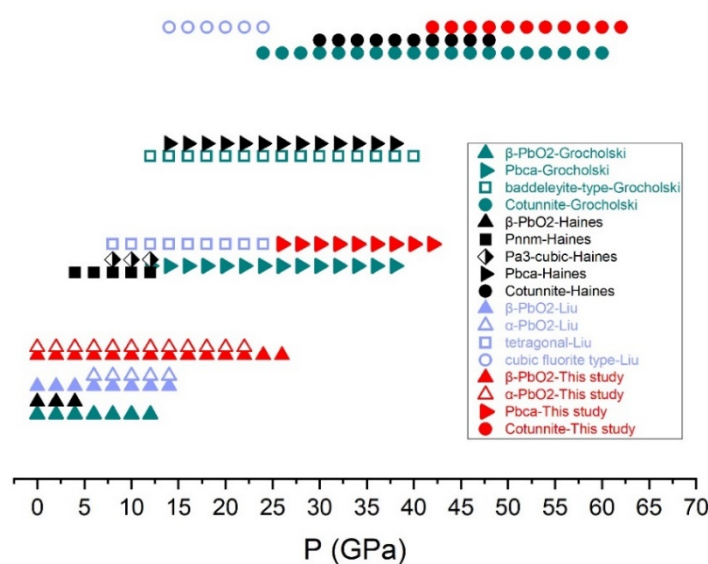 β-PbO2-Grocholski
Pbca-Grocholski
baddeleyite-type-Grocholski
Cotunnite-Grocholski
β-PbO2-Haines
Pnnm-Haines
Pa3-cubic-Haines
Pbca-Haines
Cotunnite-Haines
β-PbO2-Liu
α-PbO2-Liu
tetragonal-Liu
cubic fluorite type-Liu
β-PbO2-This study
α-PbO2-This study
Pbca-This study
Cotunnite-This study
0 5 10 15 20 25 30 35 40 45 50 55 60 65 70
P (GPa)